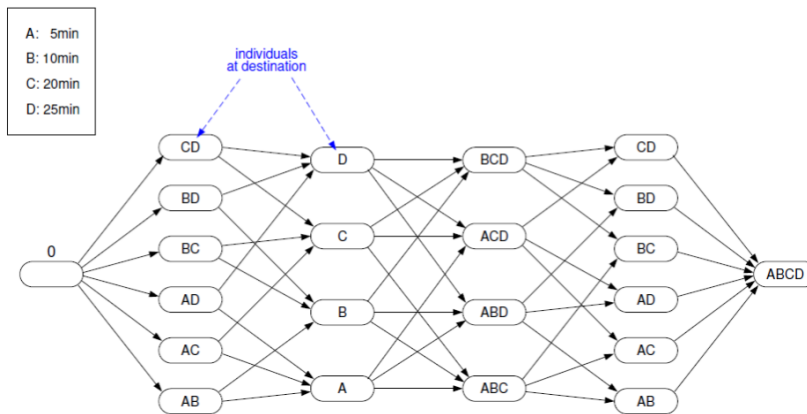 A: 5min
B: 10min
C: 20min
D: 25min
individuals
at destination
0
CD
BD
BC
AD
AC
AB
D
C
B
A
BCD
ACD
ABD
ABC
CD
BD
BC
AD
AC
AB
ABCD